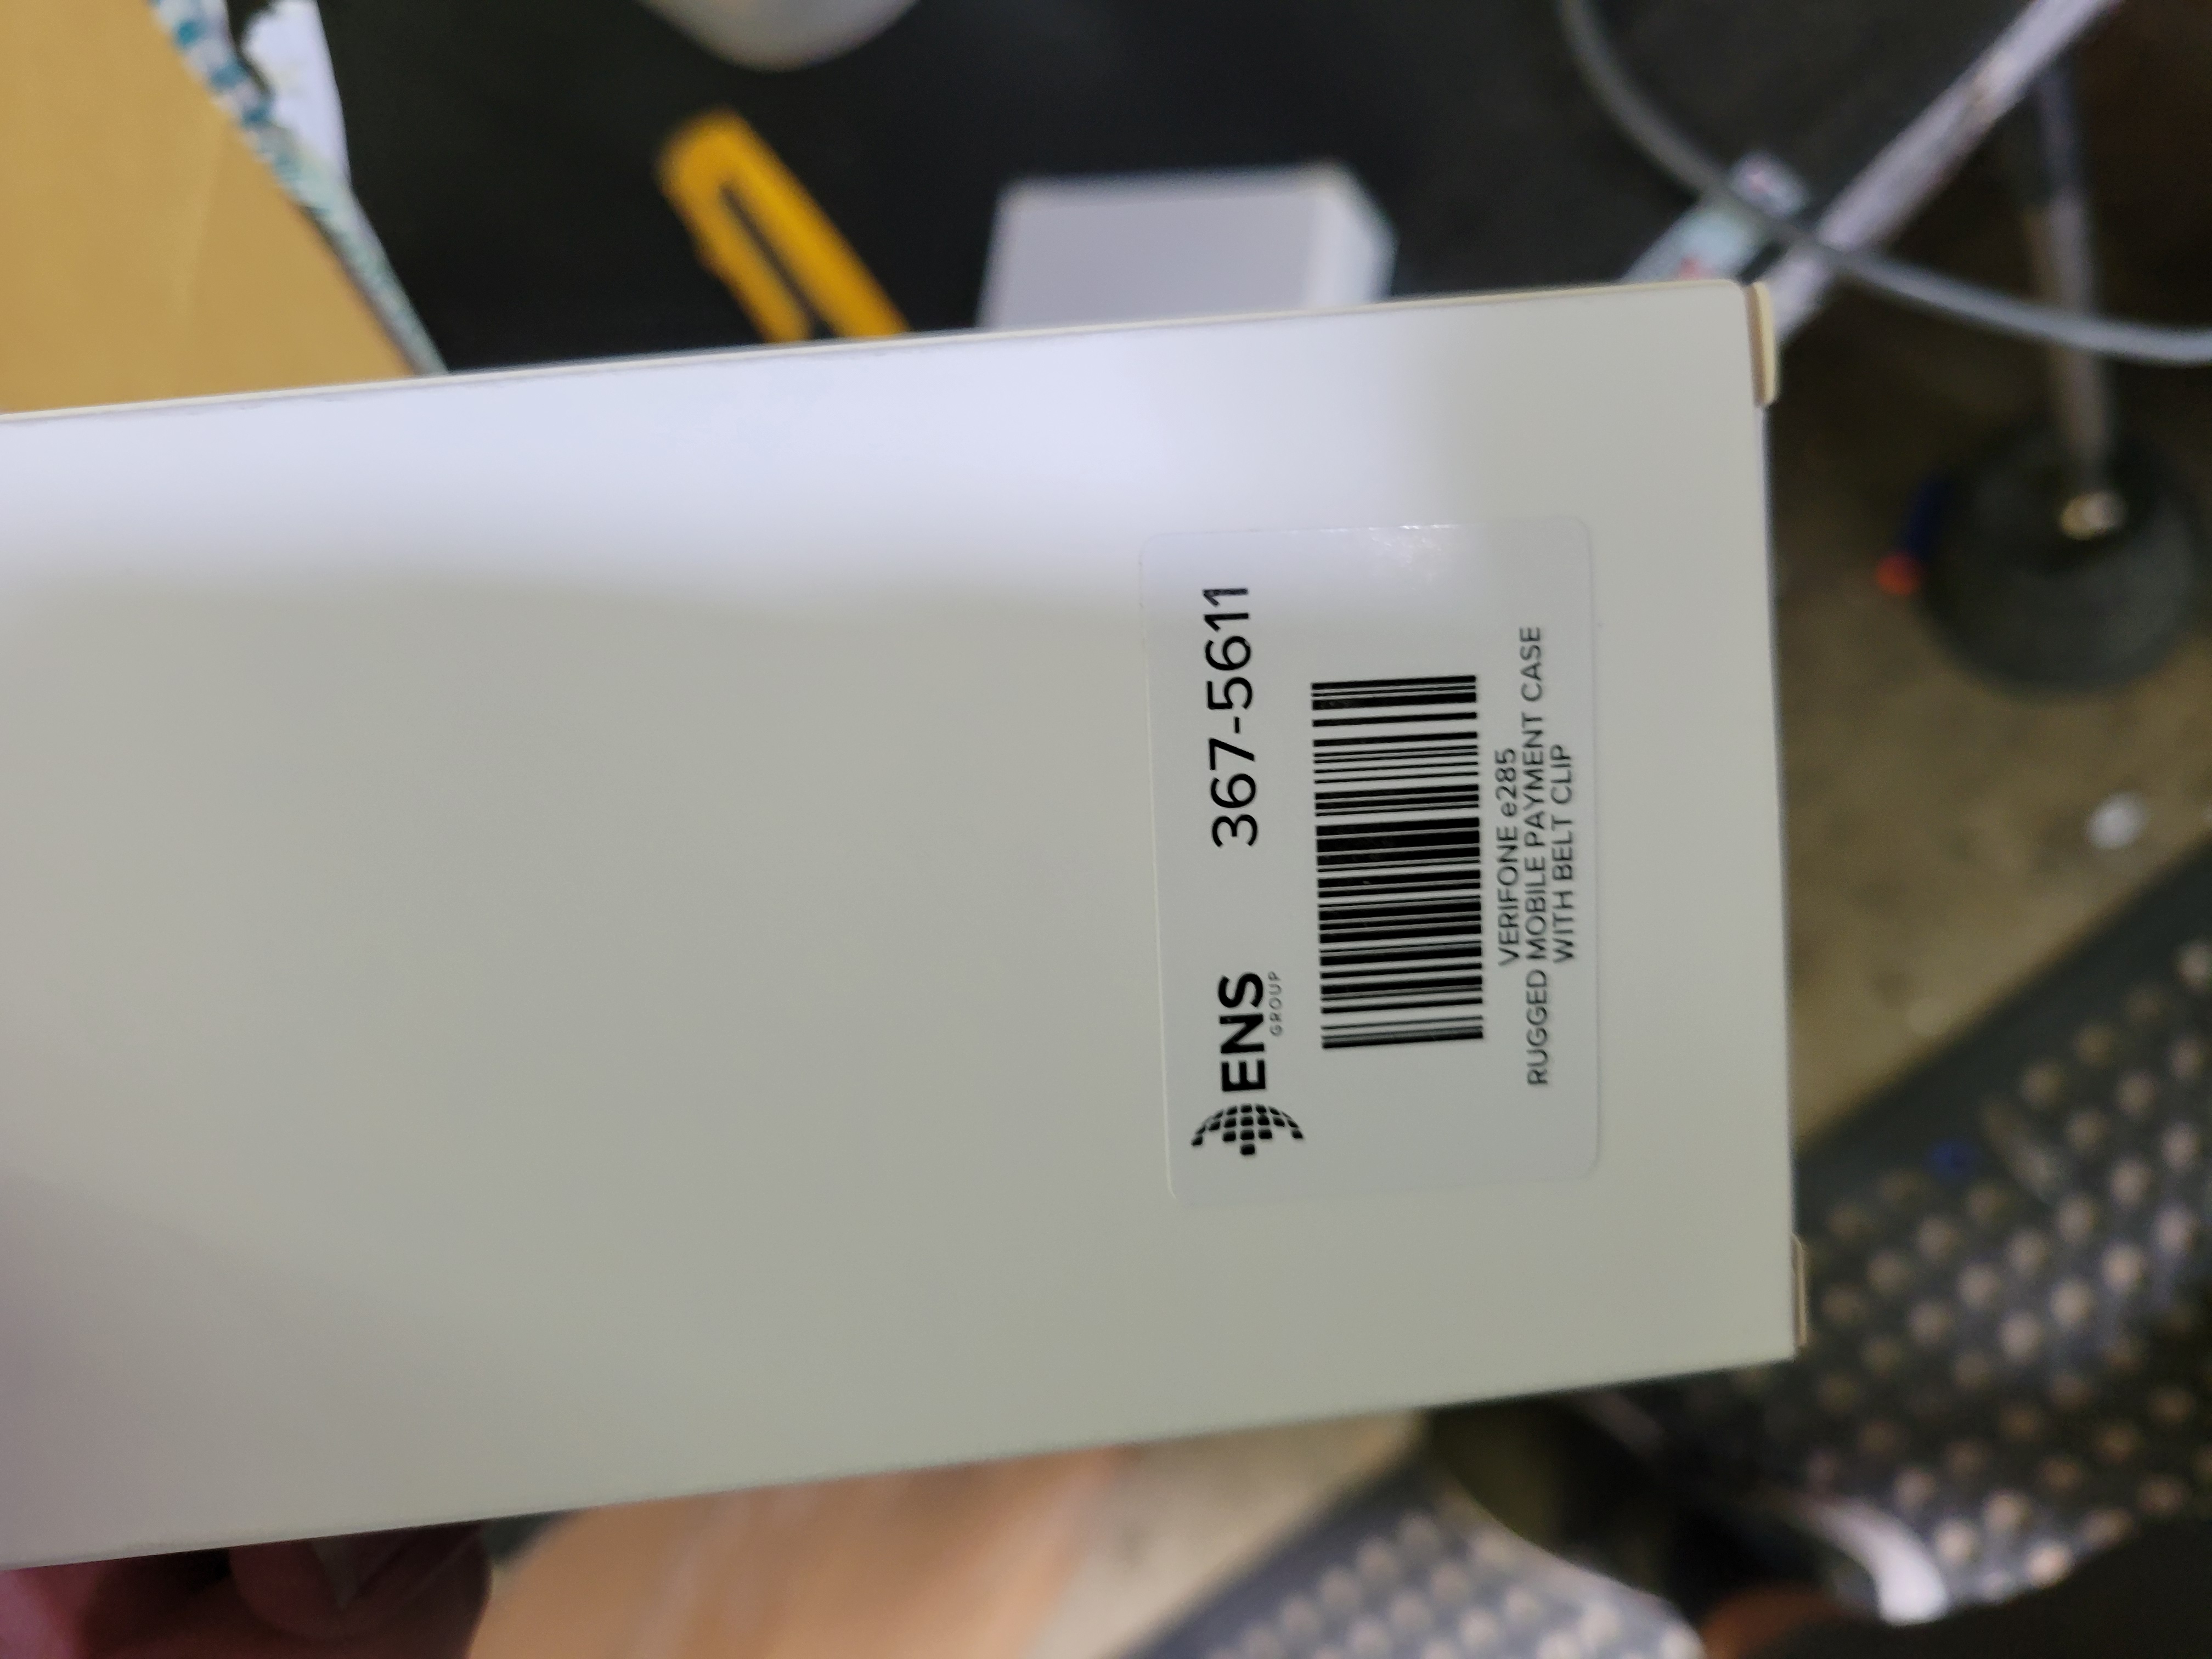 ENS 367-5611
GROUP
VERIFONE e285
RUGGED MOBILE PAYMENT CASE
WITH BELT CLIP